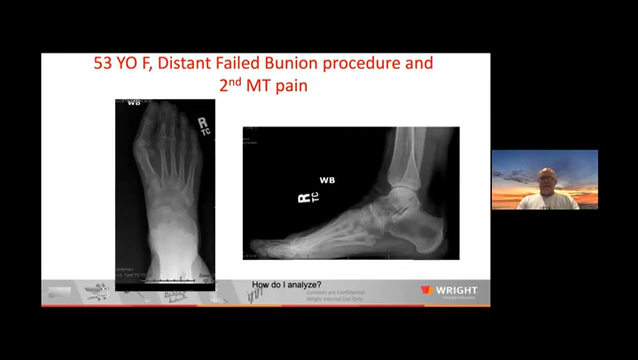 53 YO F, Distant Failed Bunion procedure and
2nd MT pain
WB
R
TC
WB
R
TC
How do I analyze?
Contents are Confidential
Wright Internal Use Only
WRIGHT